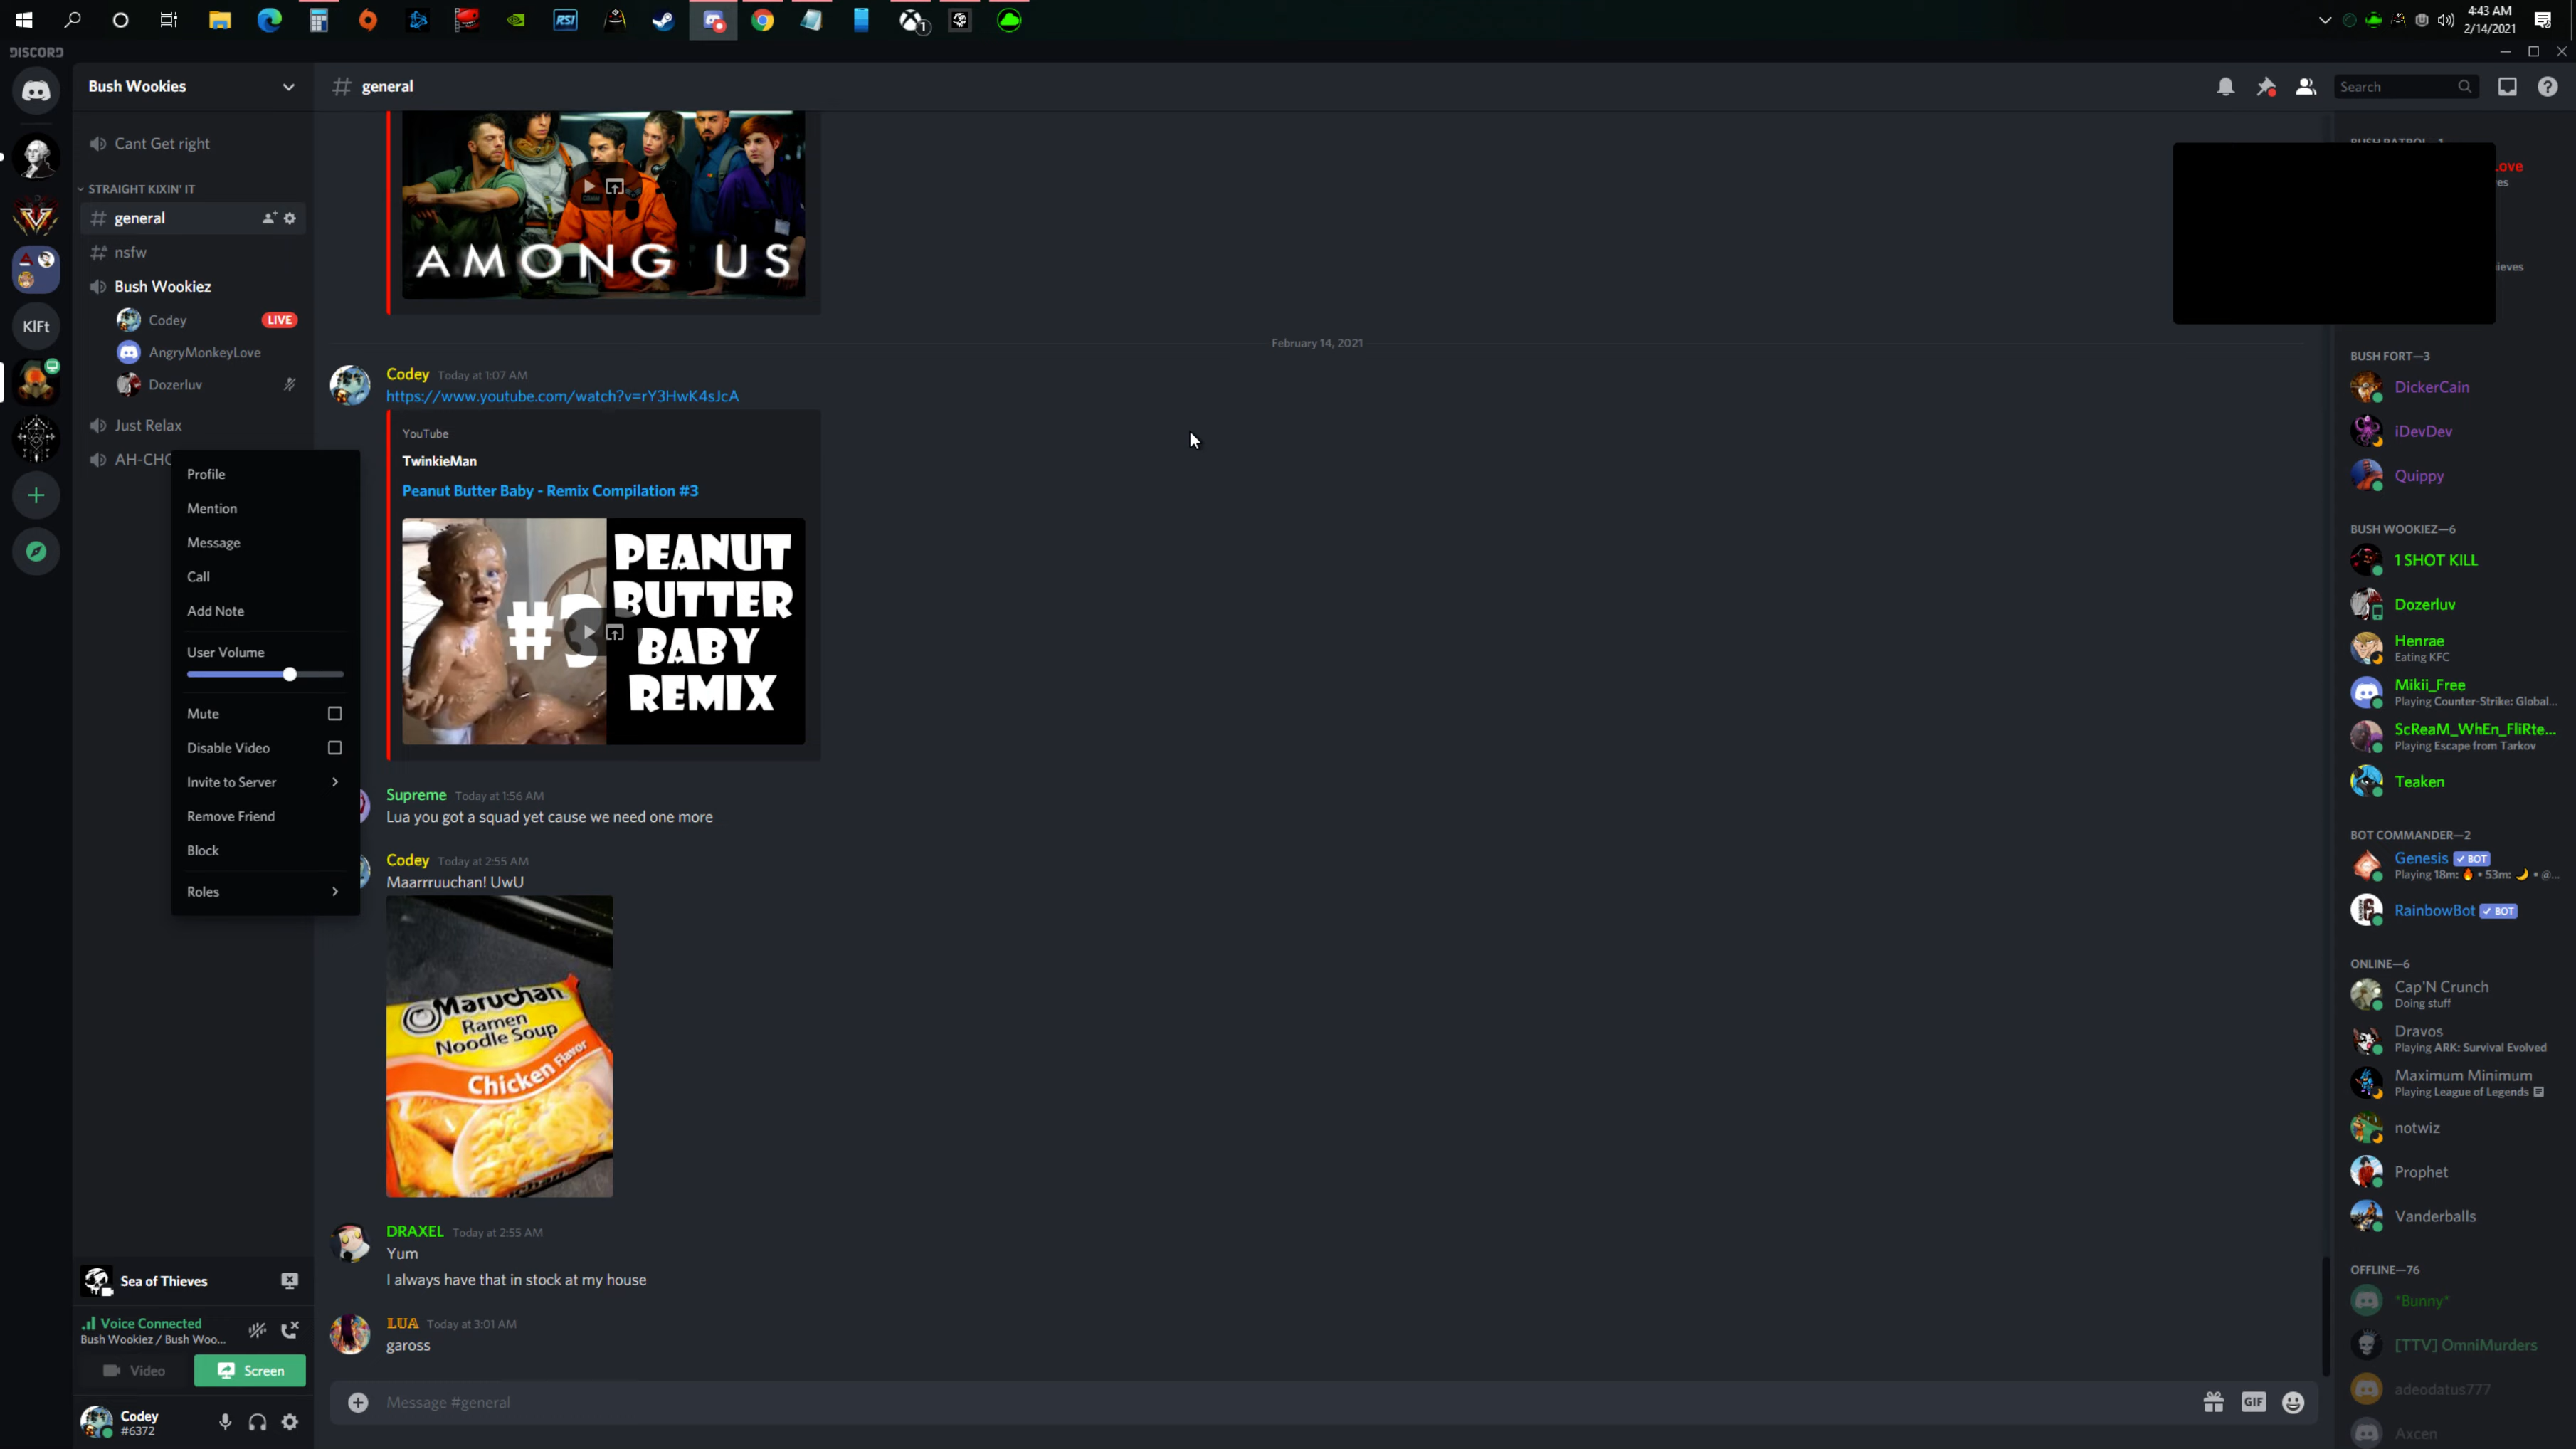 4:43 AM
2/14/2021
DISCORD
Bush Wookies
general
Search
Cant Get right
STRAIGHT KIXIN' IT
general
nsfw
Bush Wookiez
Codey
LIVE
AngryMonkeyLove
Dozerluv
Just Relax
KlFt
Profile
Mention
Message
Call
Add Note
User Volume
Mute
Disable Video
Invite to Server
Remove Friend
Block
Roles
Sea of Thieves
Voice Connected
Bush Wookiez / Bush Woo...
Video
Screen
Codey
#6372
AMONG US
February 14, 2021
Codey Today at 1:07 AM
https://www.youtube.com/watch?v=rY3HwK4sJcA
YouTube
TwinkieMan
Peanut Butter Baby - Remix Compilation #3
#3
PEANUT
BUTTER
BABY
REMIX
Supreme Today at 1:56 AM
Lua you got a squad yet cause we need one more
Codey Today at 2:55 AM
Maarrruuchan! UwU
Maruchan
Ramen
Noodle Soup
Chicken Flavor
DRAXEL Today at 2:55 AM
Yum
I always have that in stock at my house
LUA Today at 3:01 AM
gaross
Message #general
GIF
BUSH FORT—3
DickerCain
iDevDev
Quippy
BUSH WOOKIEZ—6
1 SHOT KILL
Dozerluv
Henrae
Eating KFC
Mikii_Free
Playing Counter-Strike: Global...
ScReaM_WhEn_FliRte...
Playing Escape from Tarkov
Teaken
BOT COMMANDER—2
Genesis BOT
Playing 18m: 🔥 • 53m: 🌙 • @...
RainbowBot BOT
ONLINE—6
Cap'N Crunch
Doing stuff
Dravos
Playing ARK: Survival Evolved
Maximum Minimum
Playing League of Legends
notwiz
Prophet
Vanderballs
OFFLINE—76
*Bunny*
[TTV] OmniMurders
adeodatus777
Axcen